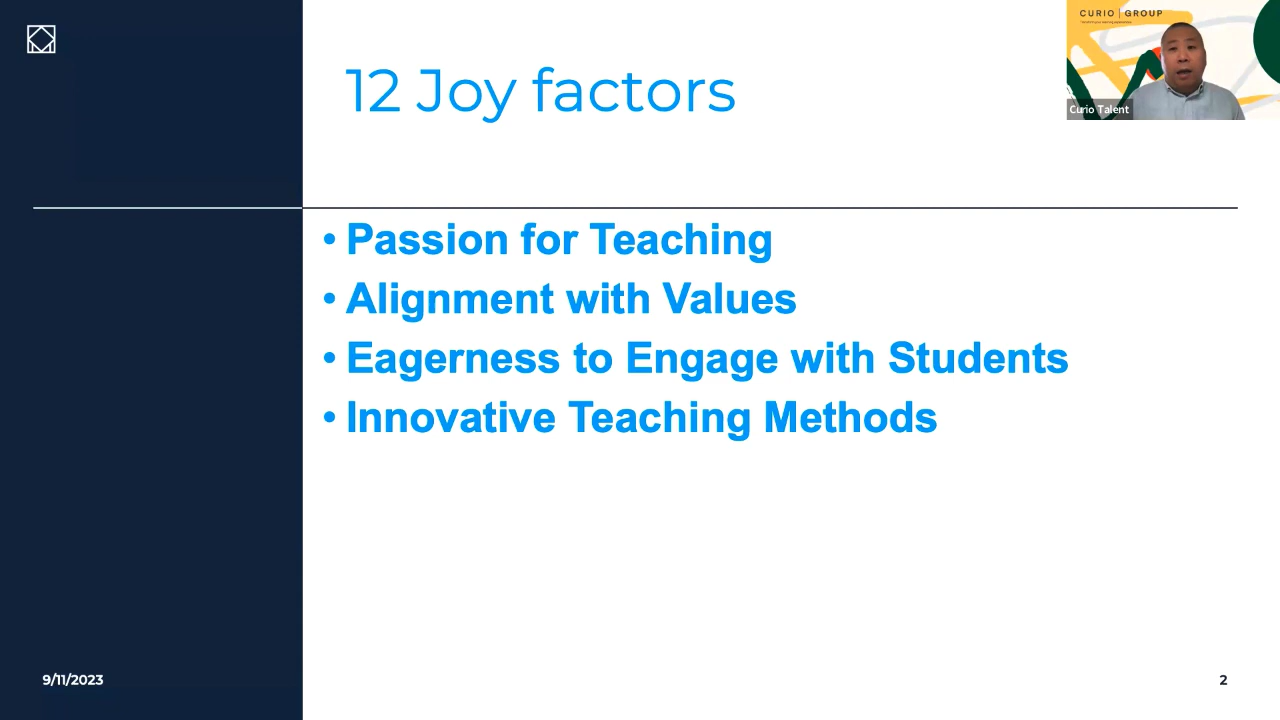 12 Joy factors
CURIO | GROUP
Curio Talent
• Passion for Teaching
• Alignment with Values
• Eagerness to Engage with Students
• Innovative Teaching Methods
9/11/2023
2